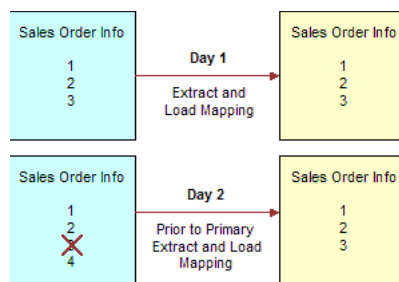 Sales Order Info
1
2
3
Day 1
Extract and
Load Mapping
Sales Order Info
1
2
3
Sales Order Info
1
2
3
4
Day 2
Prior to Primary
Extract and Load
Mapping
Sales Order Info
1
2
3